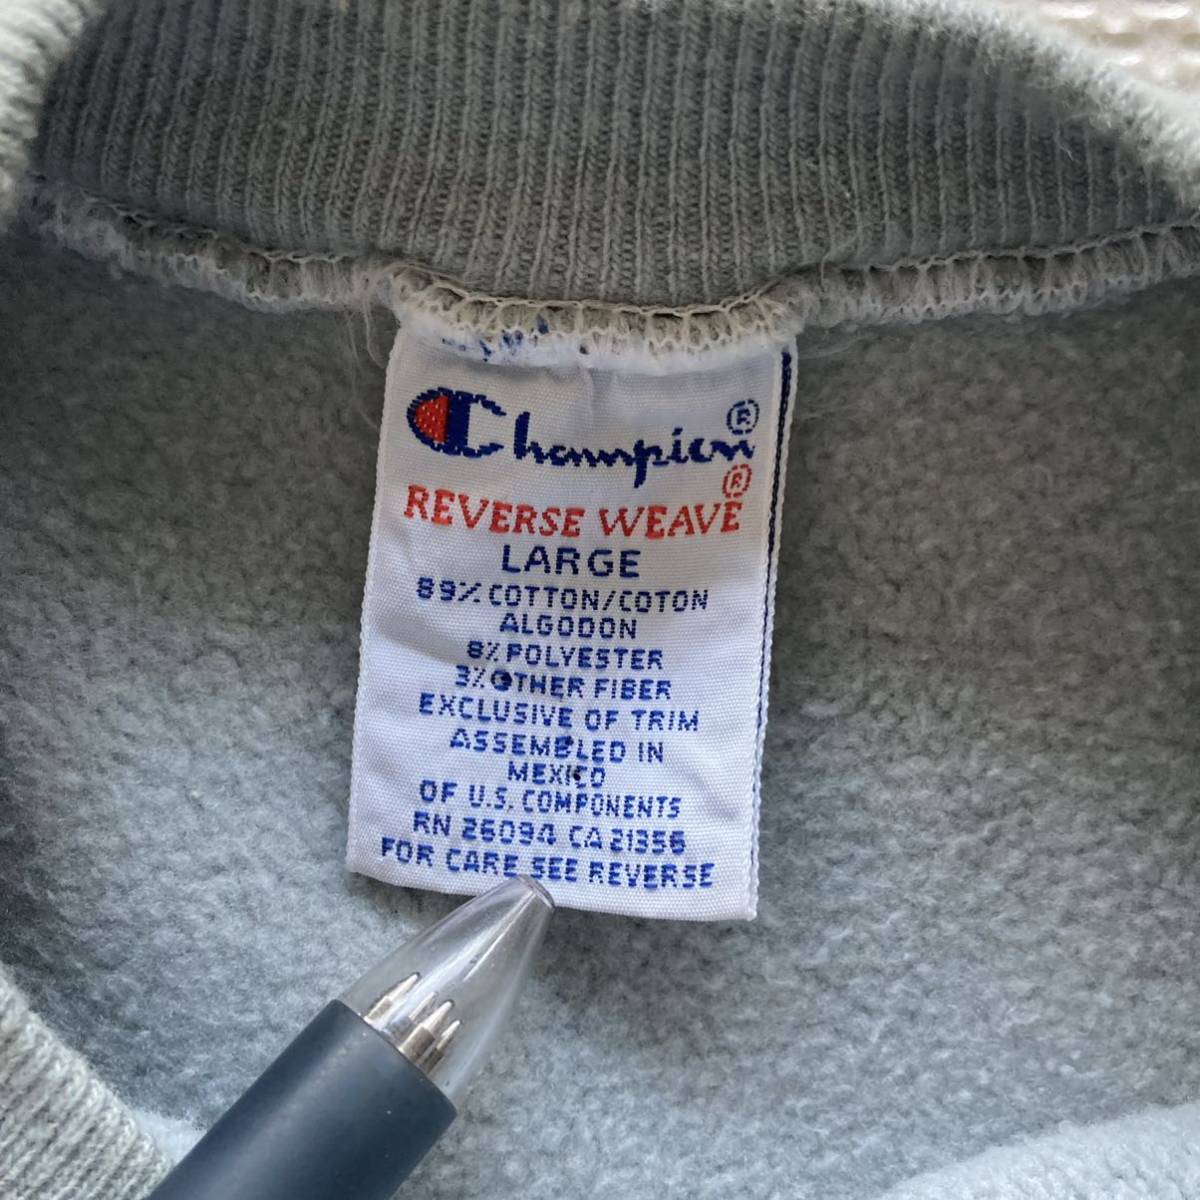 Champion®
REVERSE WEAVE®
LARGE
89% COTTON/COTON
ALGODON
8% POLYESTER
3% OTHER FIBER
EXCLUSIVE OF TRIM
ASSEMBLED IN
MEXICO
OF U.S. COMPONENTS
RN 26094 CA 21356
FOR CARE SEE REVERSE